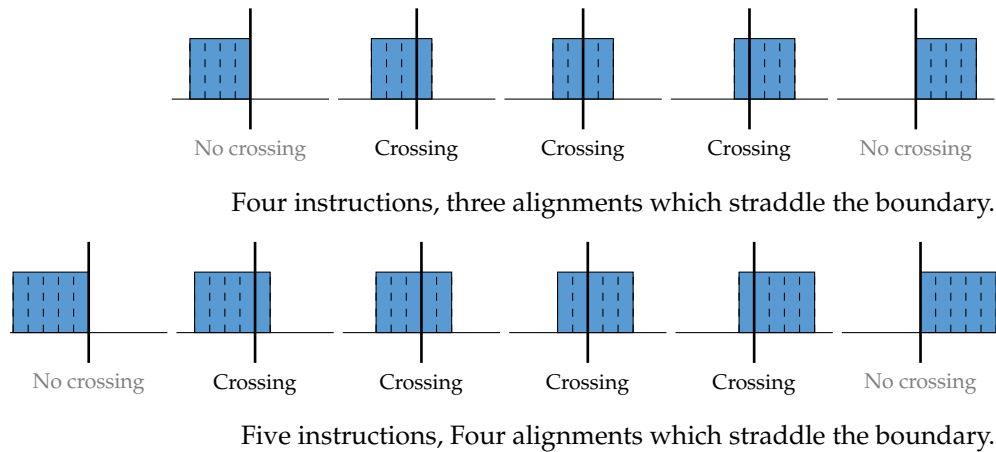 No crossing Crossing Crossing Crossing No crossing
Four instructions, three alignments which straddle the boundary.
No crossing Crossing Crossing Crossing Crossing No crossing
Five instructions, Four alignments which straddle the boundary.